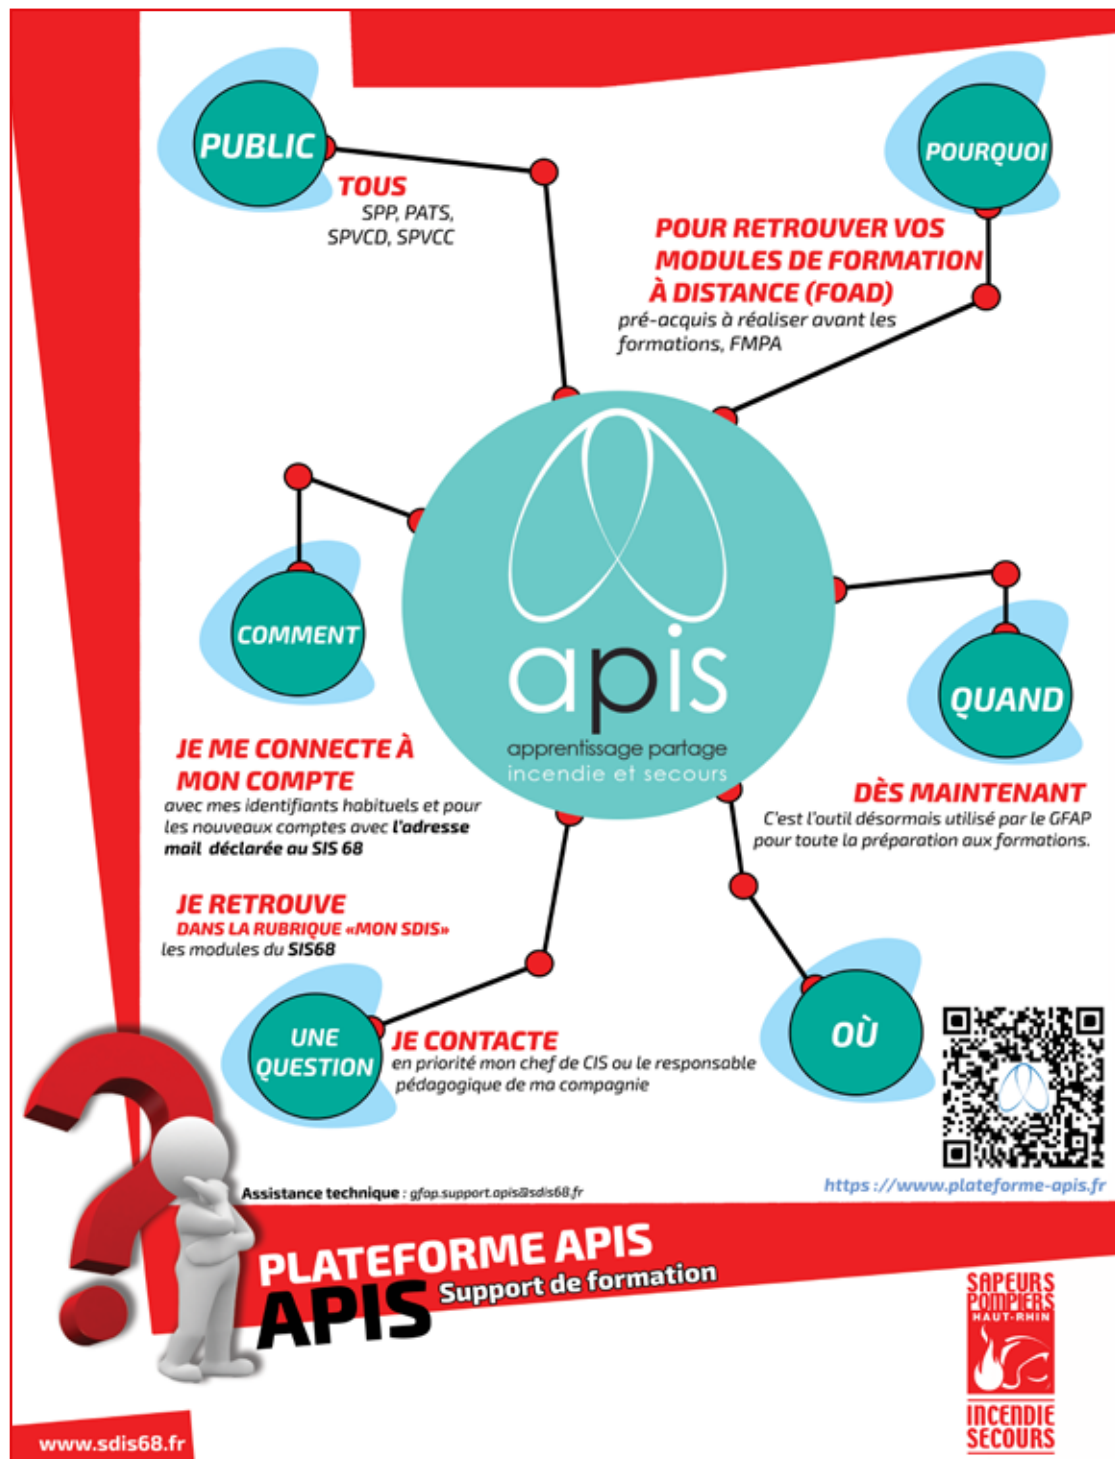 PUBLIC
TOUS
SPP, PATS,
SPVCD, SPVCC
POURQUOI
POUR RETROUVER VOS
MODULES DE FORMATION
À DISTANCE (FOAD)
pré-acquis à réaliser avant les
formations, FMPA
apis
apprentissage partage
incendie et secours
COMMENT
JE ME CONNECTE À
MON COMPTE
avec mes identifiants habituels et pour
les nouveaux comptes avec l'adresse
mail déclarée au SIS 68
JE RETROUVE
DANS LA RUBRIQUE «MON SDIS»
les modules du SIS68
QUAND
DÈS MAINTENANT
C'est l'outil désormais utilisé par le GFAP
pour toute la préparation aux formations.
UNE
QUESTION
JE CONTACTE
en priorité mon chef de CIS ou le responsable
pédagogique de ma compagnie
OÙ
https ://www.plateforme-apis.fr
Assistance technique : gfap.support.apis@sdis68.fr
PLATEFORME APIS
APIS Support de formation
SAPEURS
POMPIERS
HAUT-RHIN
INCENDIE
SECOURS
www.sdis68.fr